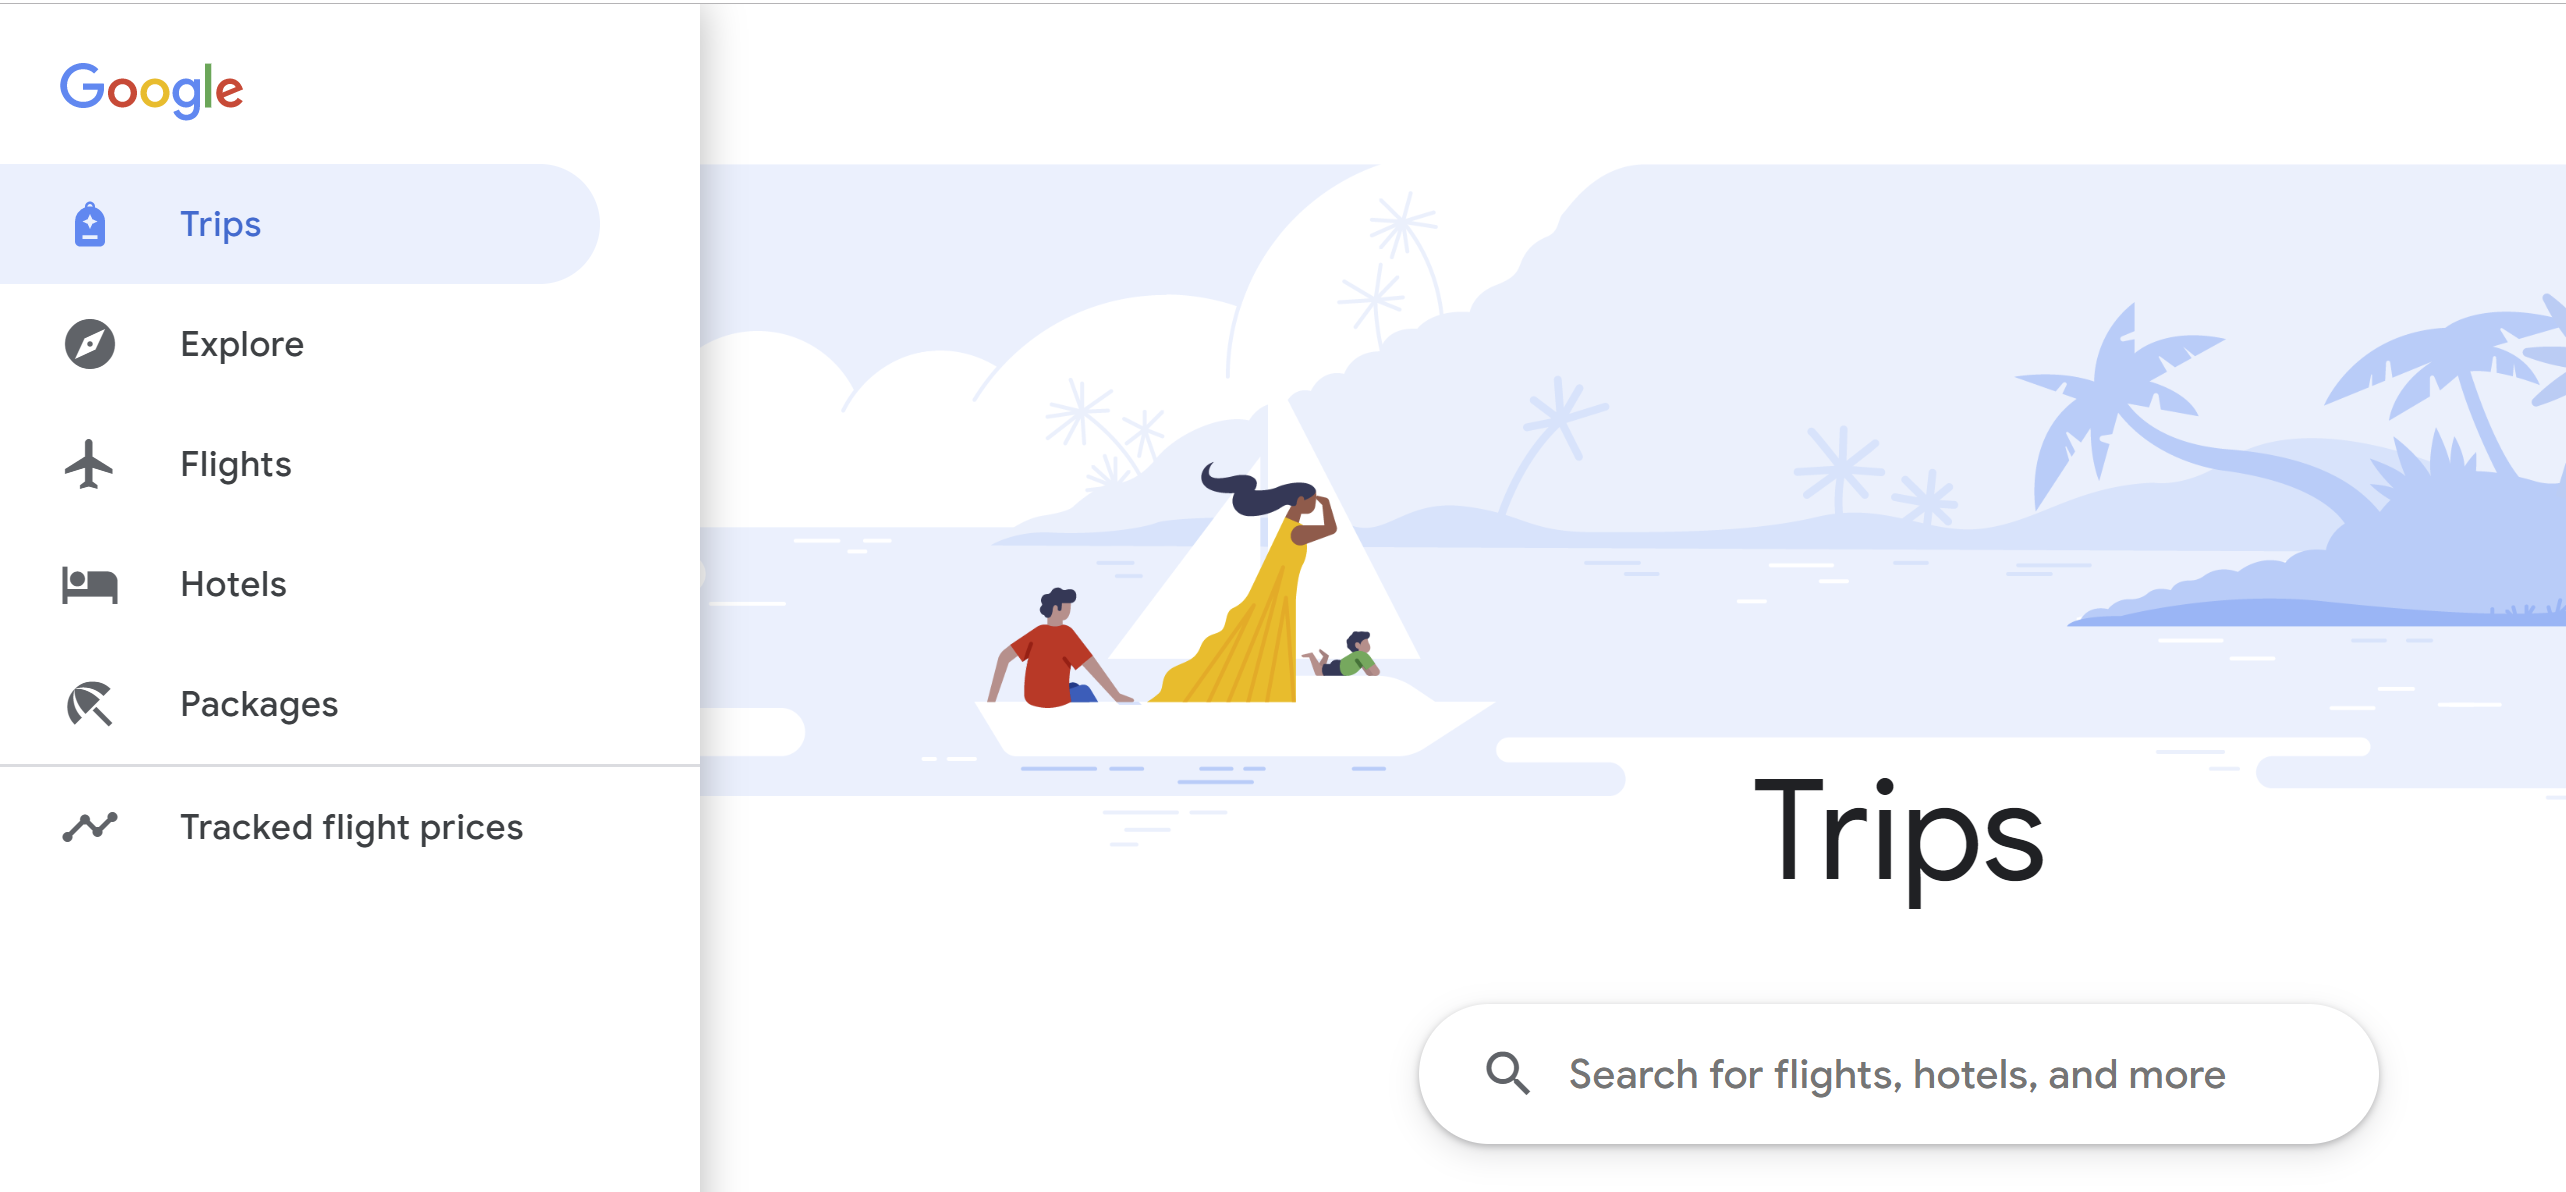 Google
Trips
Explore
Flights
Hotels
Packages
Tracked flight prices
Trips
Search for flights, hotels, and more